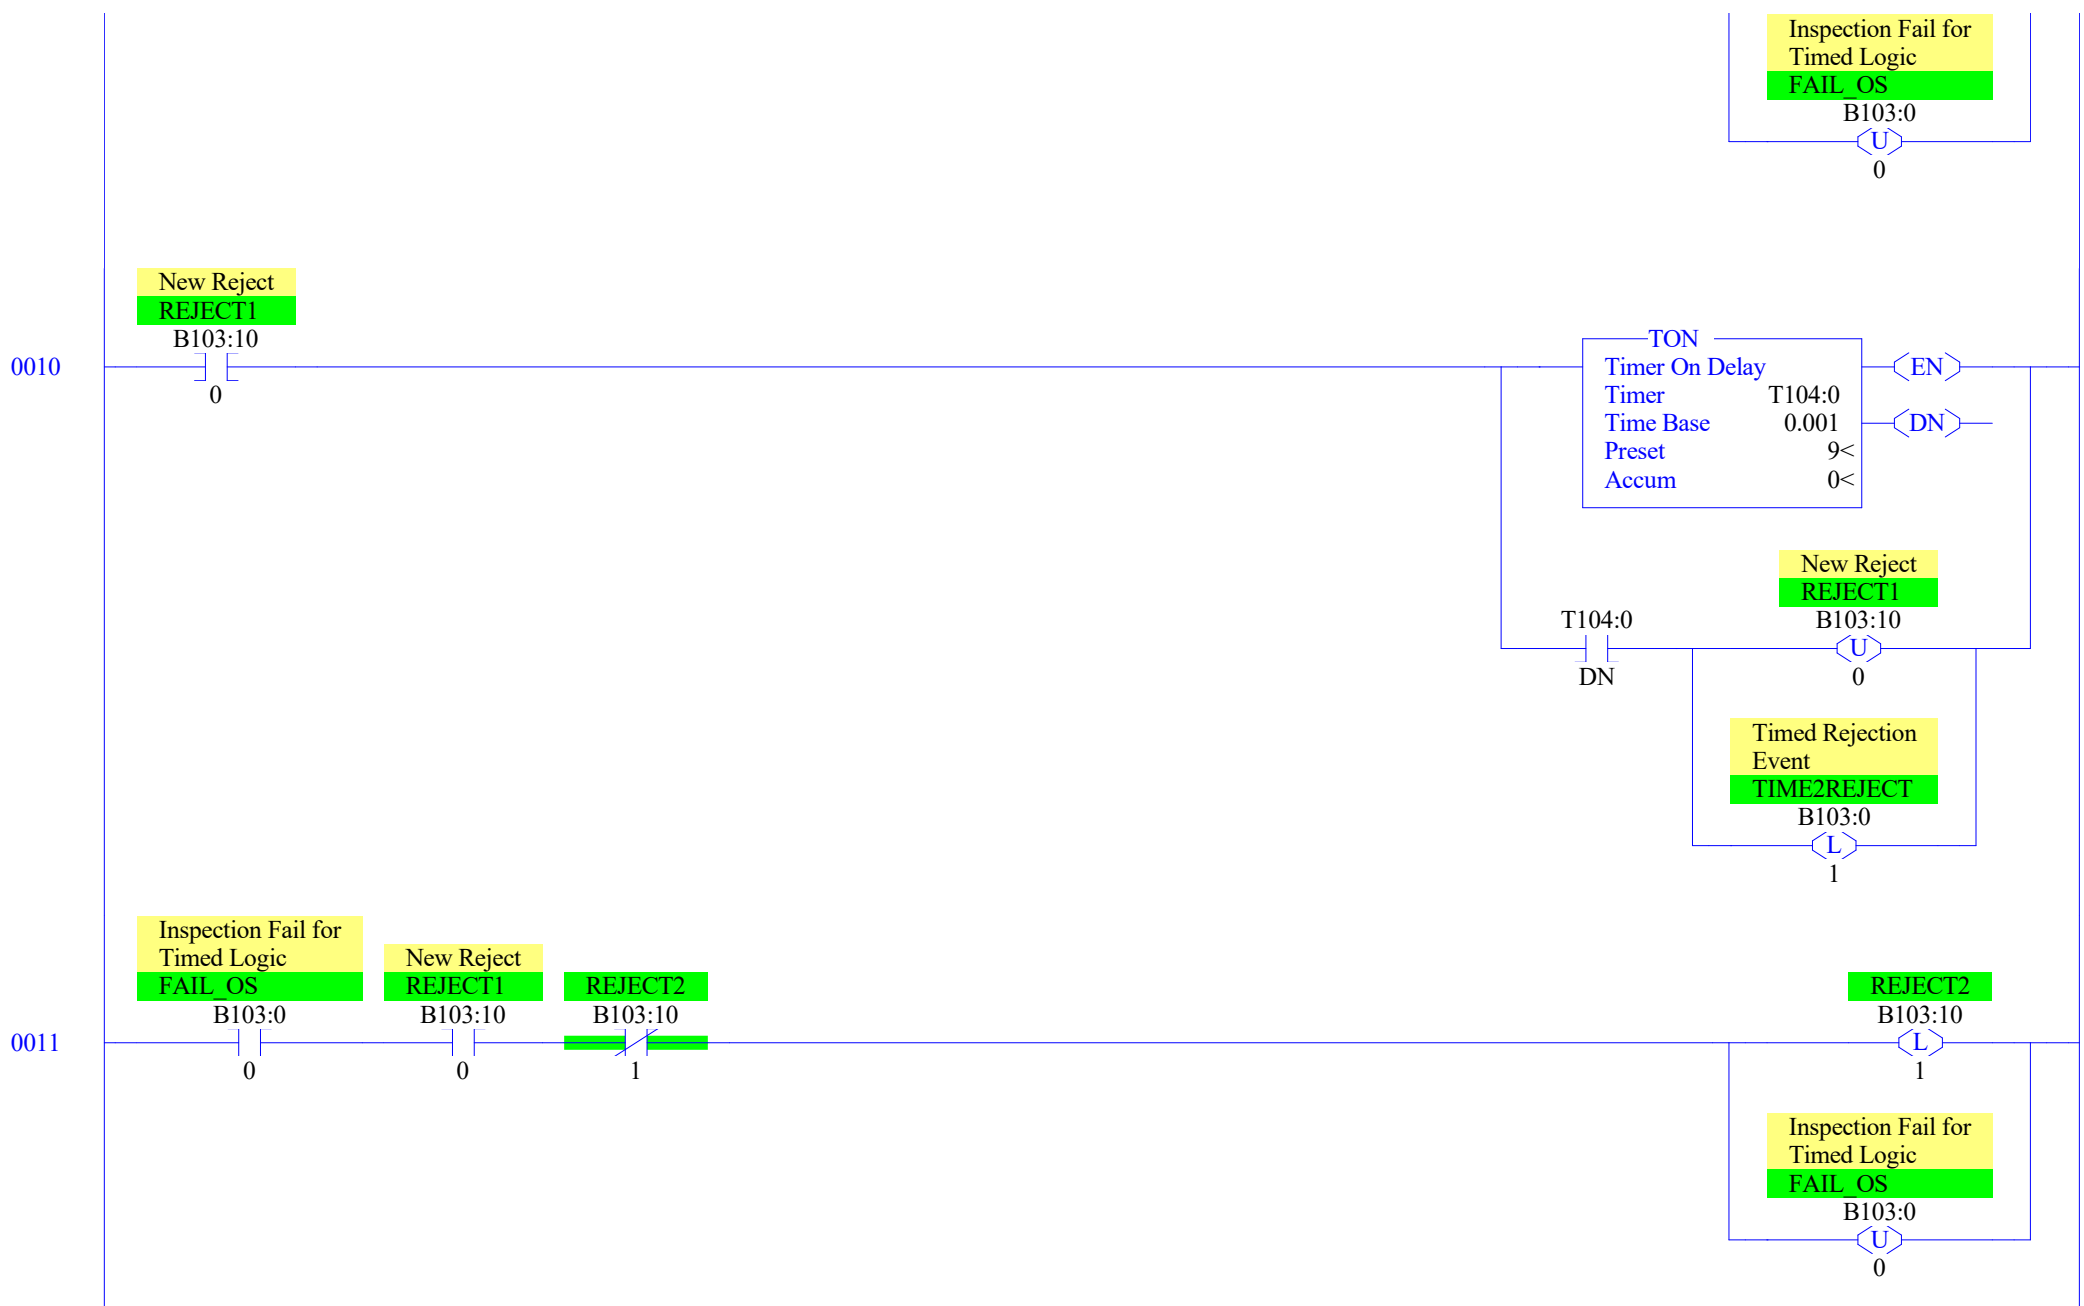 Inspection Fail for
Timed Logic
FAIL_OS
B103:0
U
0
New Reject
REJECT1
B103:10
0010
0
TON
Timer On Delay
EN
Timer T104:0
Time Base 0.001
DN
Preset 9<
Accum 0<
New Reject
REJECT1
T104:0
B103:10
U
DN
0
Timed Rejection
Event
TIME2REJECT
B103:0
L
1
Inspection Fail for
Timed Logic
FAIL_OS
B103:0
New Reject
REJECT1
B103:10
REJECT2
B103:10
REJECT2
B103:10
0011
L
0
0
1
1
Inspection Fail for
Timed Logic
FAIL_OS
B103:0
U
0